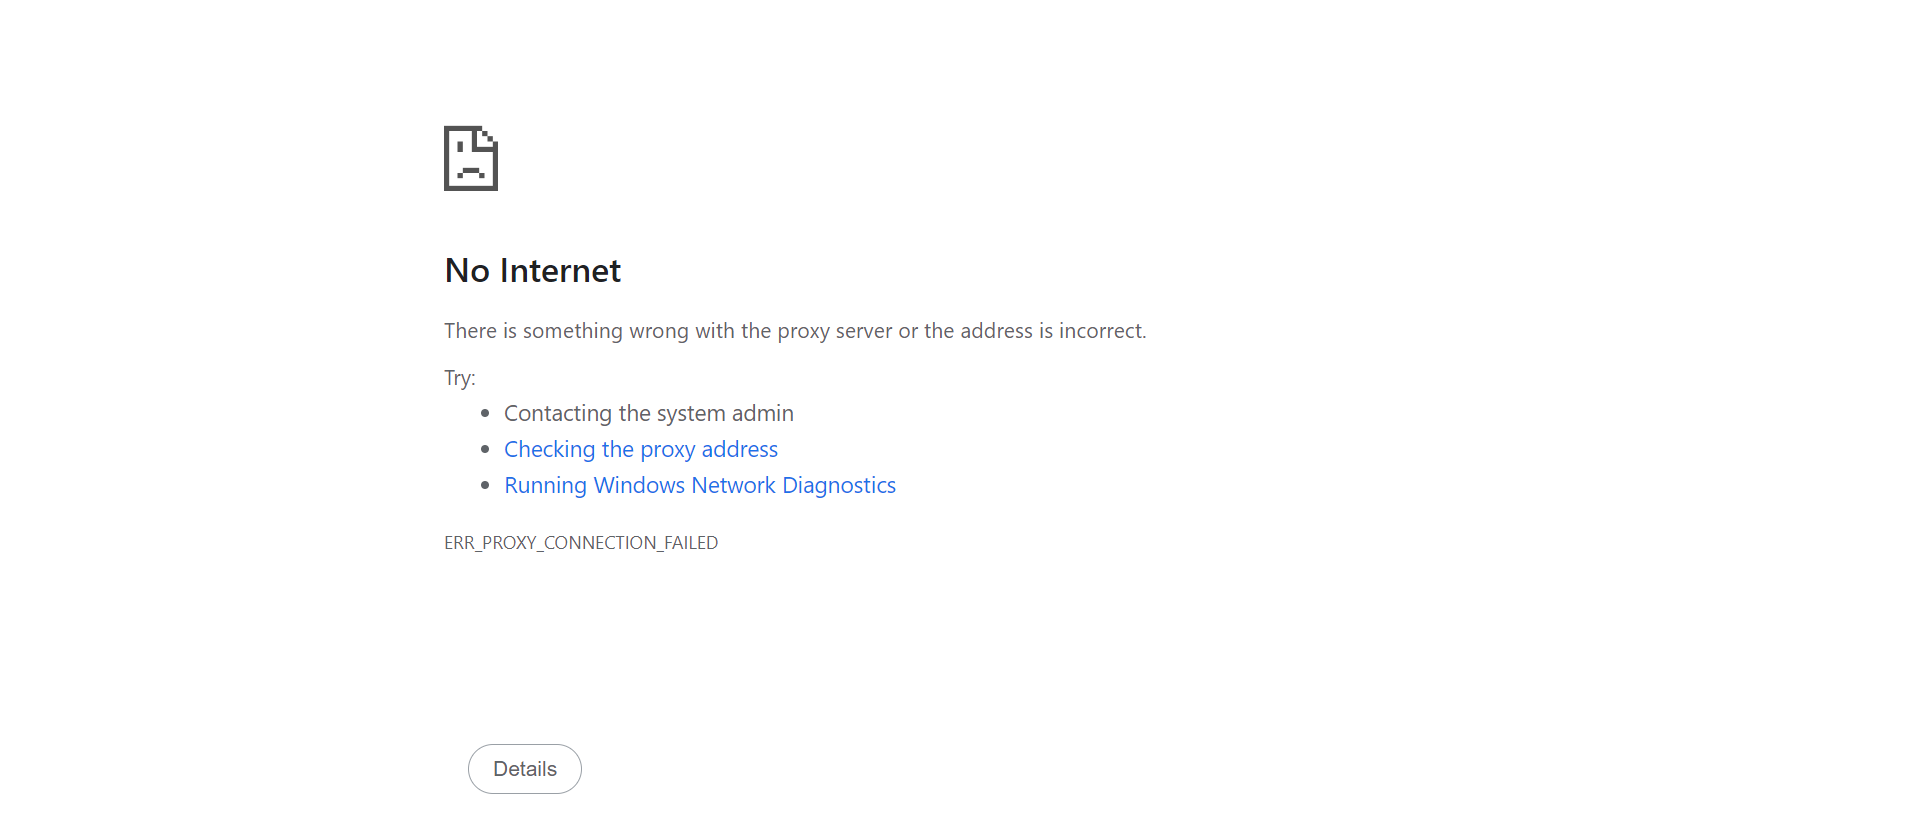 No Internet
There is something wrong with the proxy server or the address is incorrect.
Try:
Contacting the system admin
Checking the proxy address
Running Windows Network Diagnostics
ERR_PROXY_CONNECTION_FAILED
Details